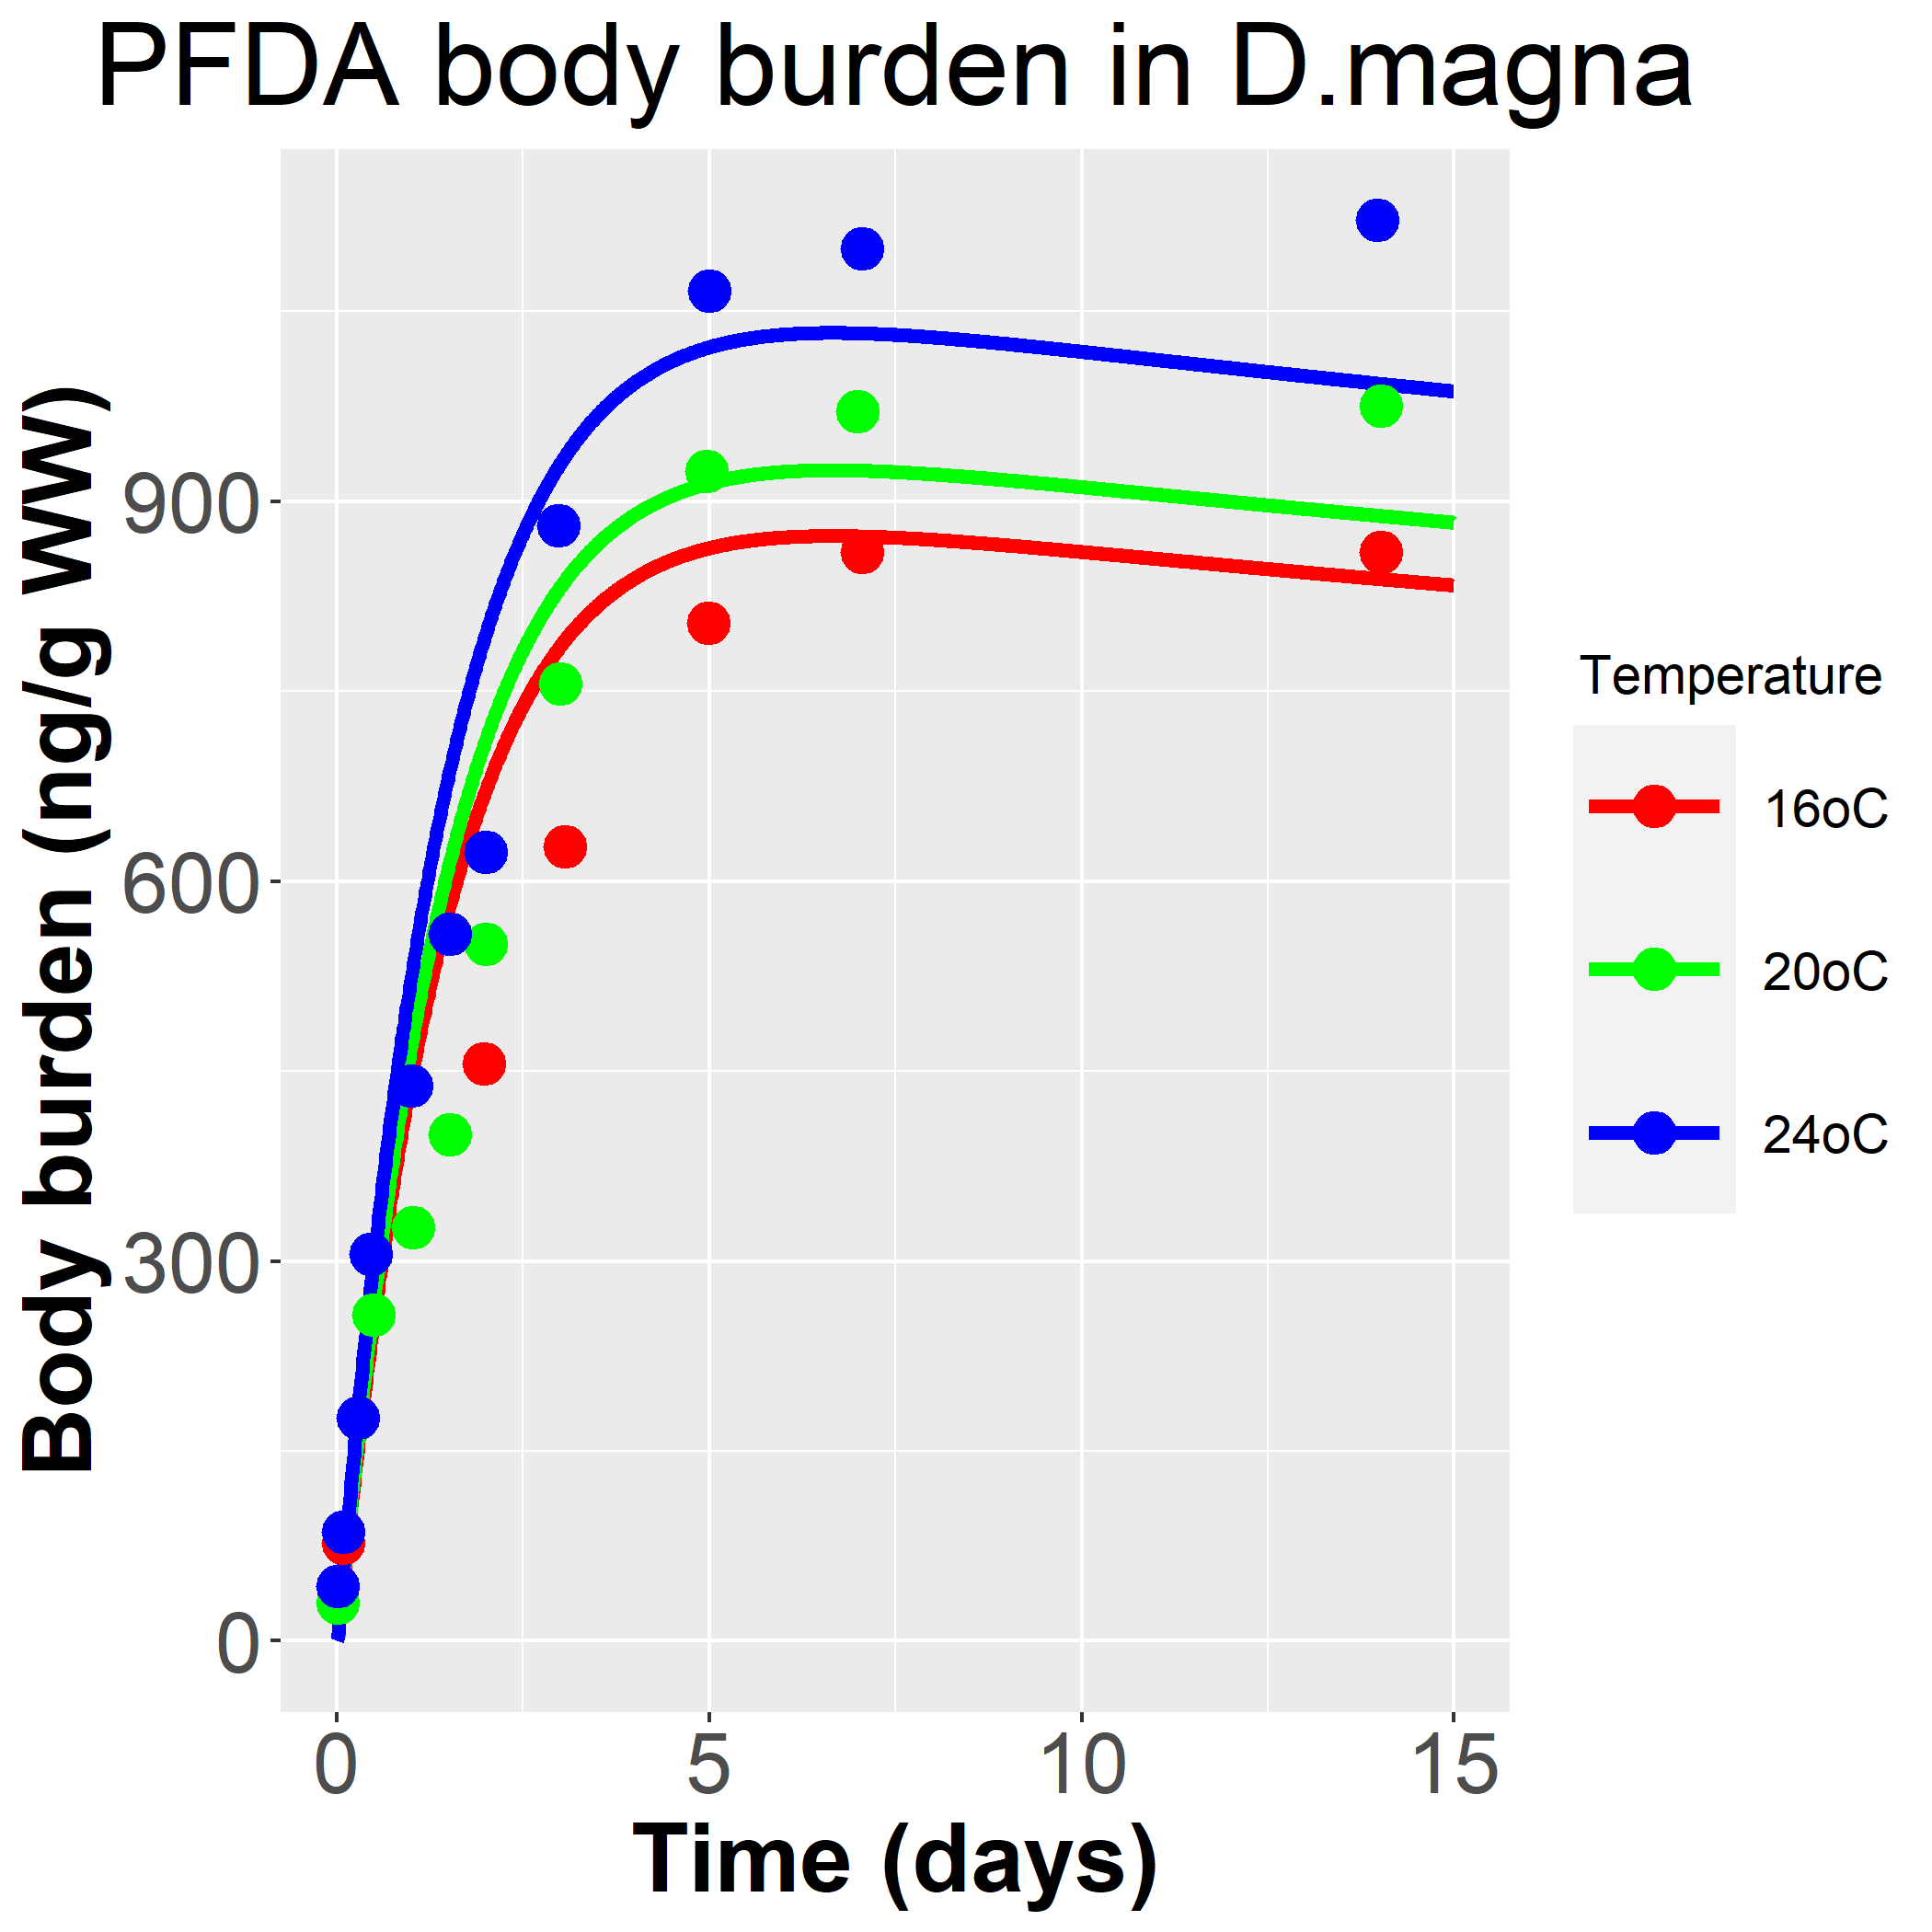 PFDA body burden in D.magna
Body burden (ng/g WW)
900
600
300
0
0 5 10 15
Time (days)
Temperature
16oC
20oC
24oC